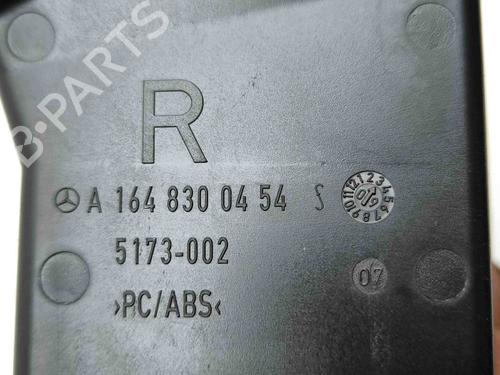 R
A 164 830 04 54 S
5173-002
>PC/ABS<
07
B-PARTS